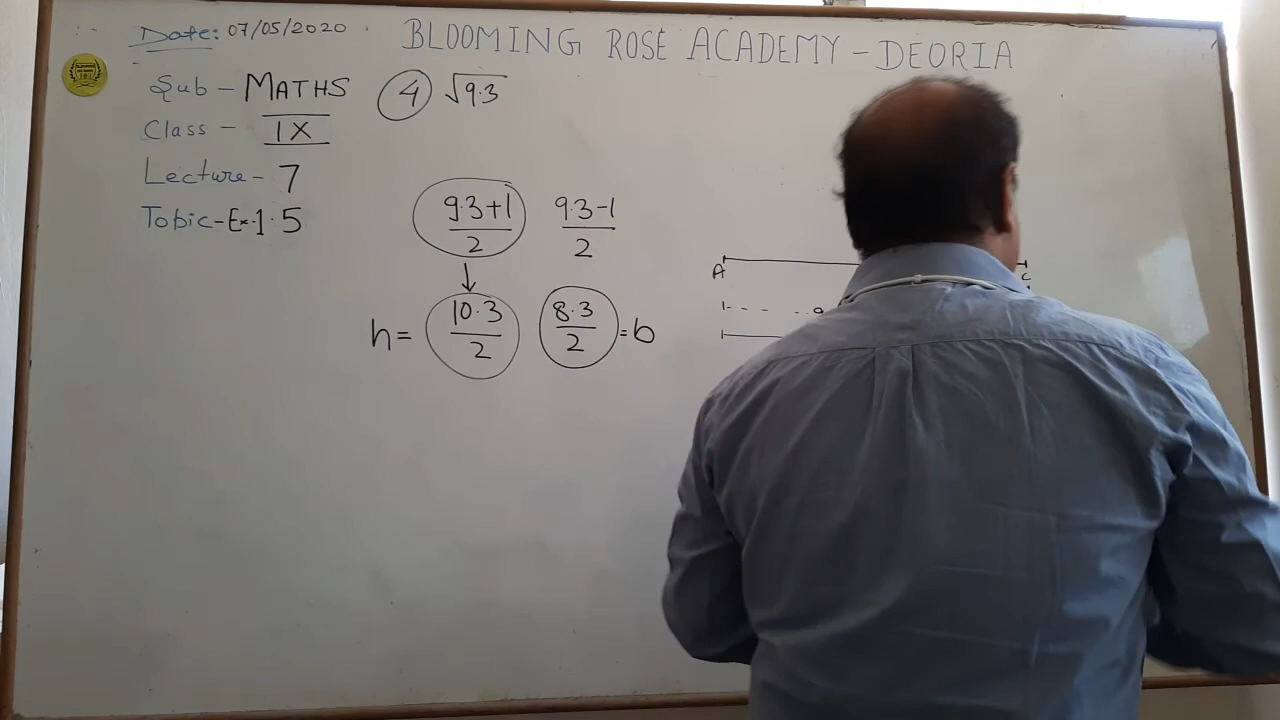 Date: 07/05/2020
BLOOMING ROSE ACADEMY - DEORIA
Sub - MATHS
④ √9.3
Class - IX
Lecture - 7
Tobic - Ex-1.5
(9.3+1)/2 (9.3-1)/2
h = 10.3/2 8.3/2 = b
A C
9